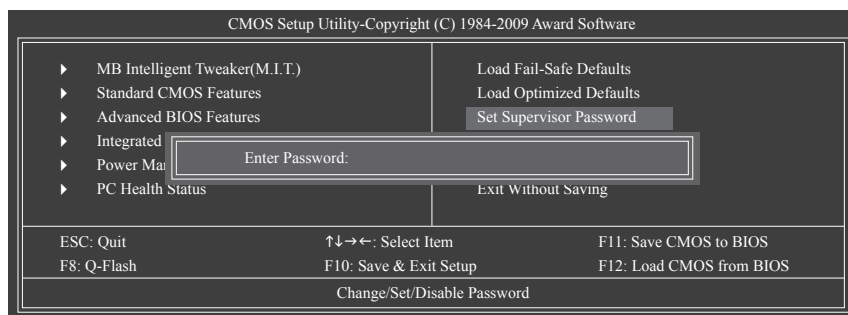 CMOS Setup Utility-Copyright (C) 1984-2009 Award Software
MB Intelligent Tweaker(M.I.T.)
Standard CMOS Features
Advanced BIOS Features
Integrated
Power Ma
PC Health Status
Load Fail-Safe Defaults
Load Optimized Defaults
Set Supervisor Password
Exit Without Saving
Enter Password:
ESC: Quit ↑↓→←: Select Item F11: Save CMOS to BIOS
F8: Q-Flash F10: Save & Exit Setup F12: Load CMOS from BIOS
Change/Set/Disable Password